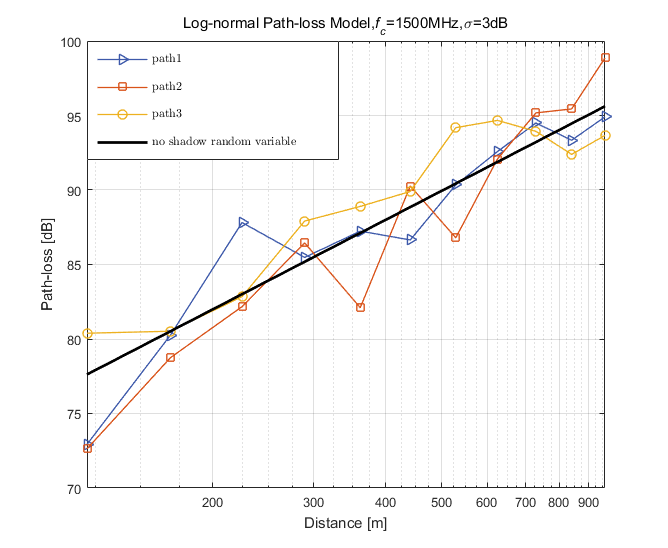 Log-normal Path-loss Model,f_c=1500MHz,σ=3dB
100
95
90
85
80
75
70
path1
path2
path3
no shadow random variable
Path-loss [dB]
200 300 400 500 600 700 800 900
Distance [m]